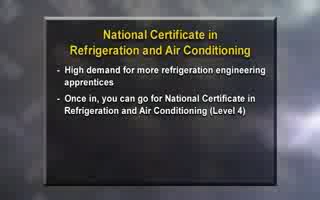 National Certificate in
Refrigeration and Air Conditioning
- High demand for more refrigeration engineering
apprentices
- Once in, you can go for National Certificate in
Refrigeration and Air Conditioning (Level 4)